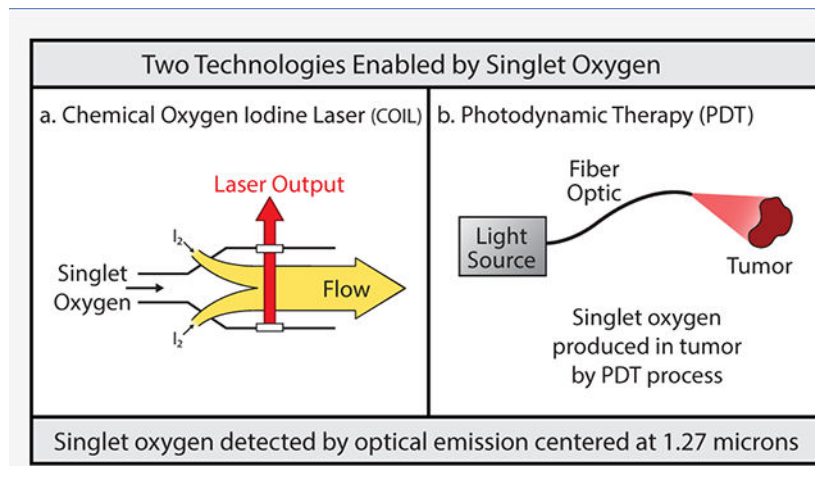 Two Technologies Enabled by Singlet Oxygen
a. Chemical Oxygen Iodine Laser (COIL)
Laser Output
I₂
Singlet
Oxygen
Flow
I₂
b. Photodynamic Therapy (PDT)
Fiber
Optic
Light
Source
Tumor
Singlet oxygen
produced in tumor
by PDT process
Singlet oxygen detected by optical emission centered at 1.27 microns